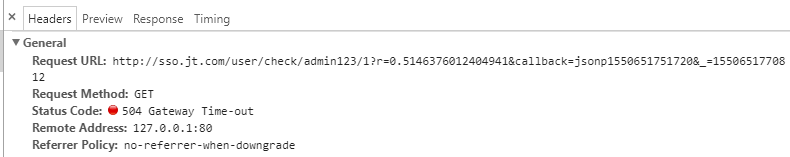 × Headers Preview Response Timing
▼ General
Request URL: http://sso.jt.com/user/check/admin123/1?r=0.5146376012404941&callback=jsonp1550651751720&_=15506517708
12
Request Method: GET
Status Code: 504 Gateway Time-out
Remote Address: 127.0.0.1:80
Referrer Policy: no-referrer-when-downgrade